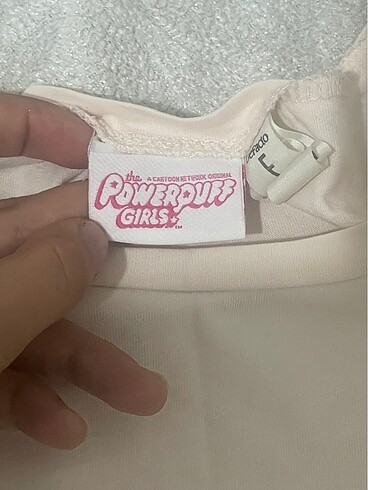 the
A CARTOON NETWORK ORIGINAL
POWERPUFF
GIRLS
TM